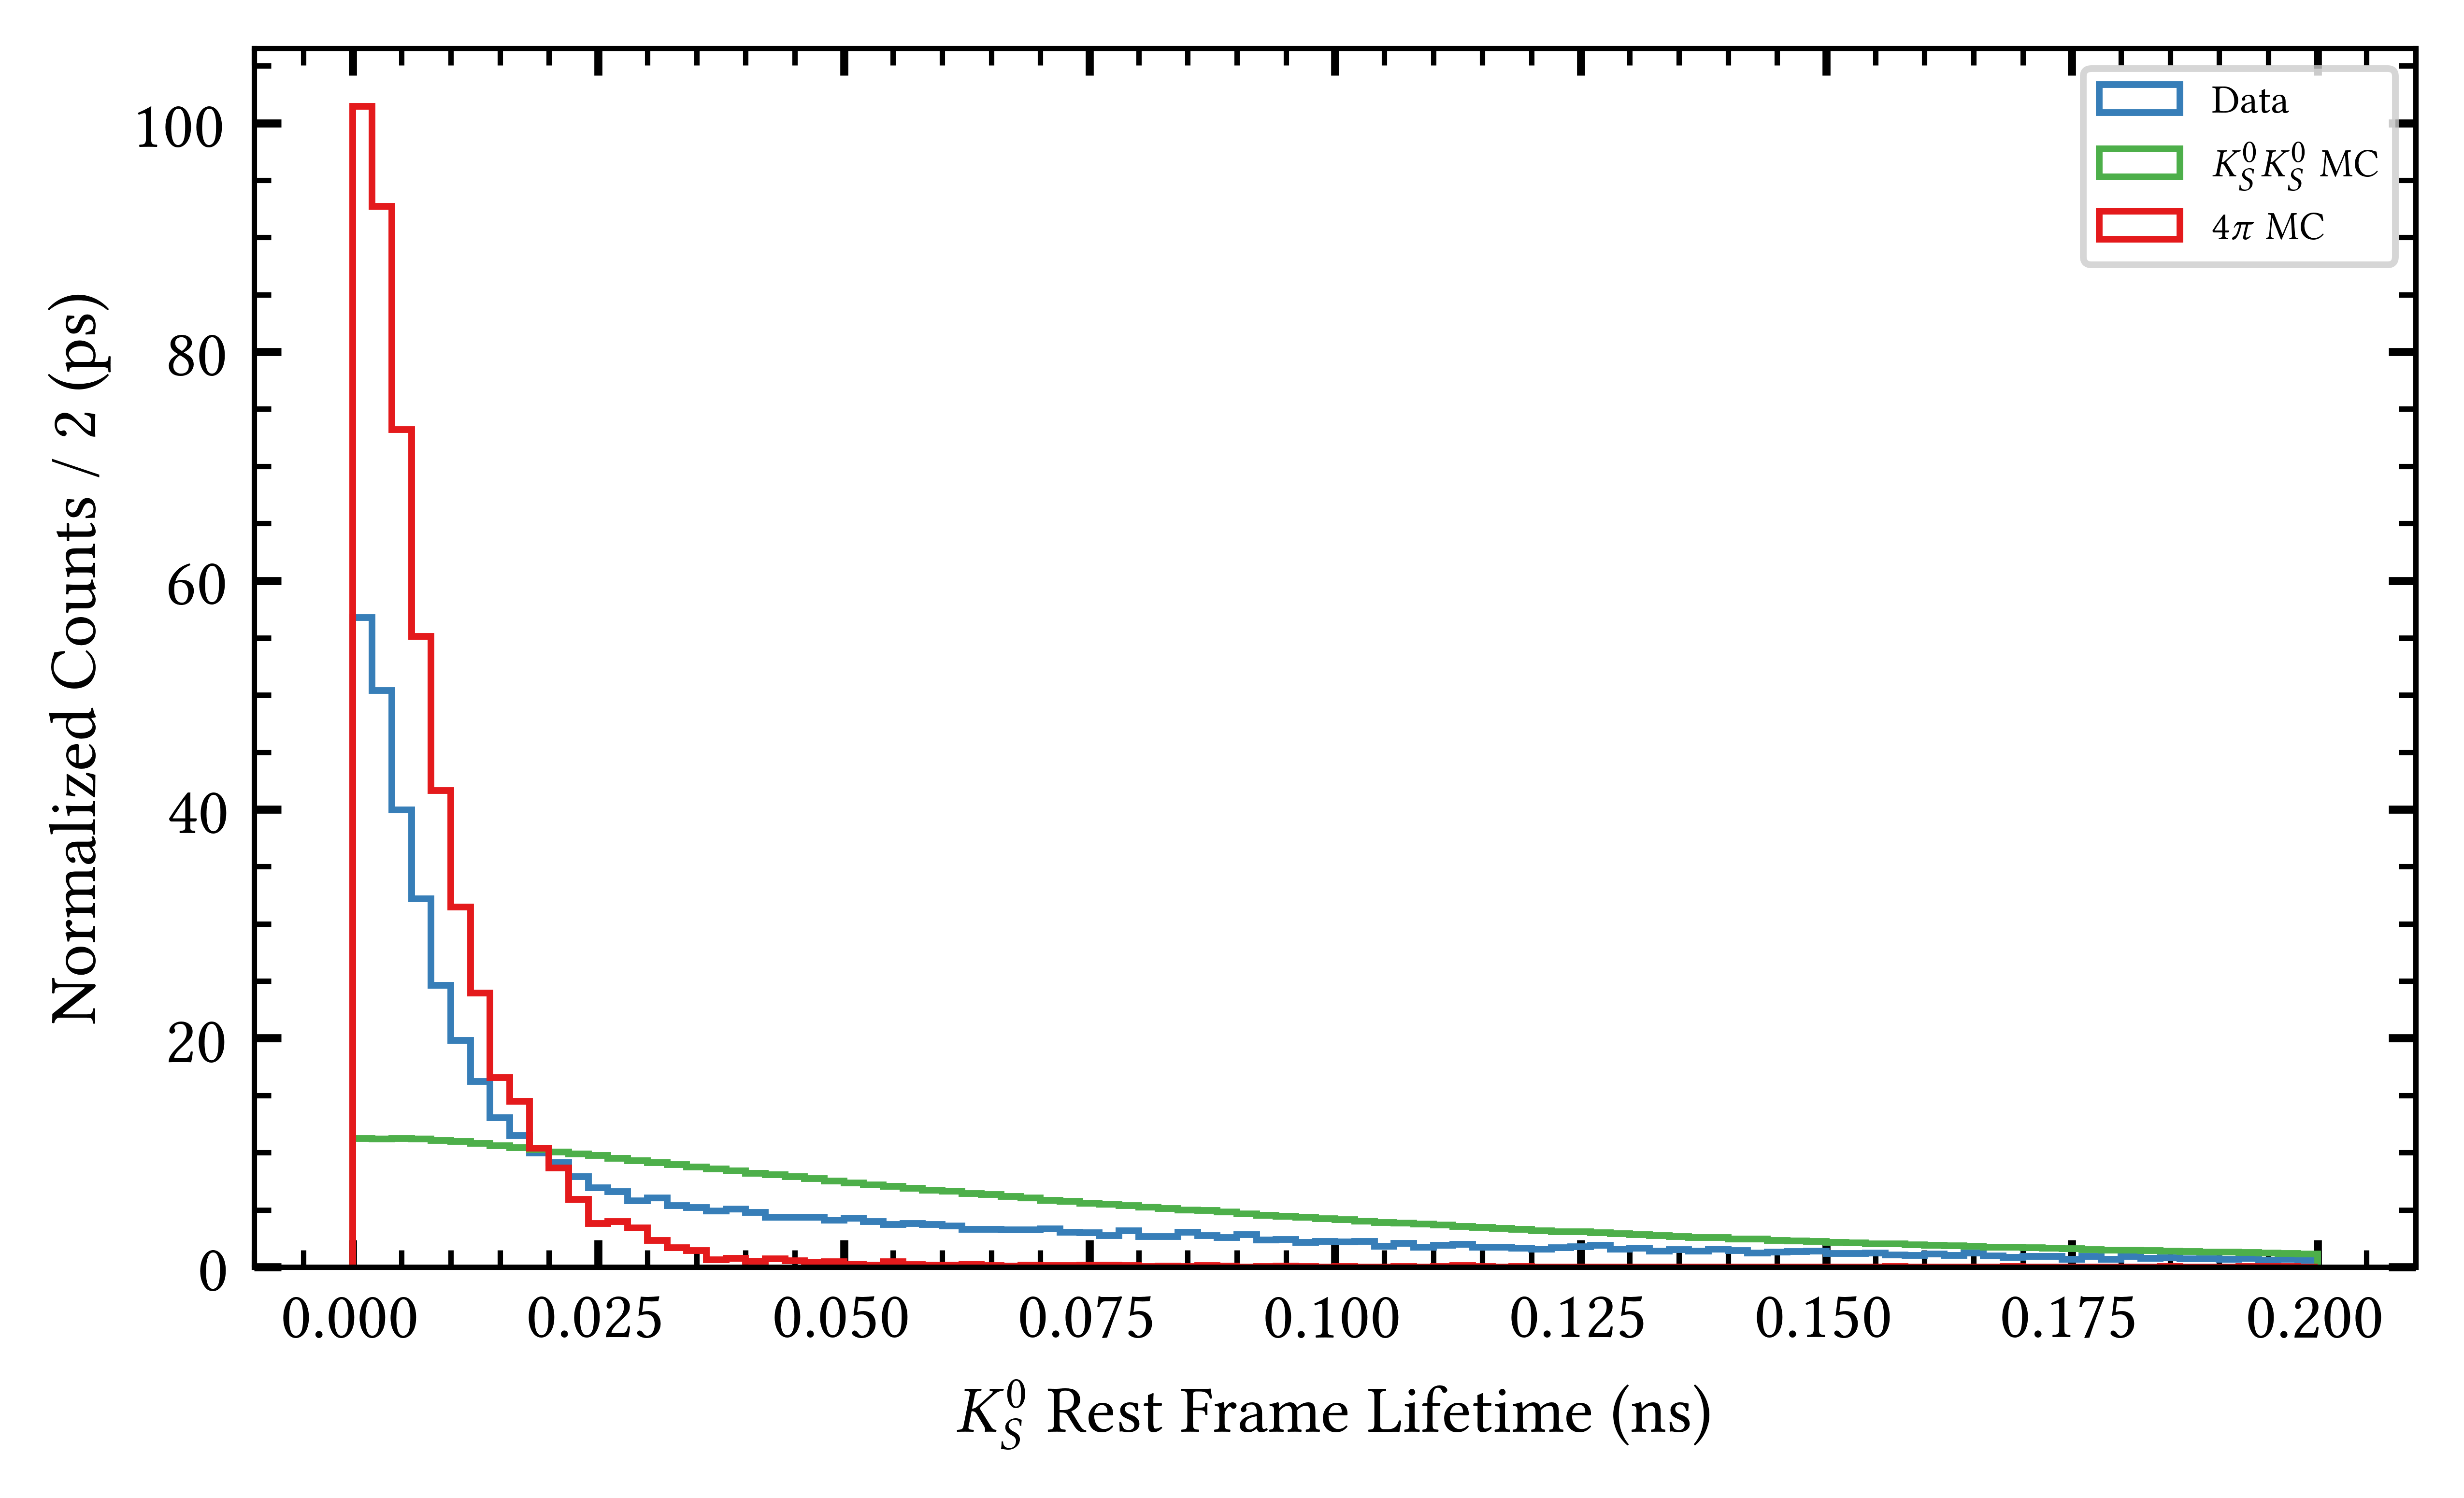 Data
$K_S^0 K_S^0$ MC
4π MC
100
80
60
40
20
0
Normalized Counts / 2 (ps)
0.000 0.025 0.050 0.075 0.100 0.125 0.150 0.175 0.200
$K_S^0$ Rest Frame Lifetime (ns)